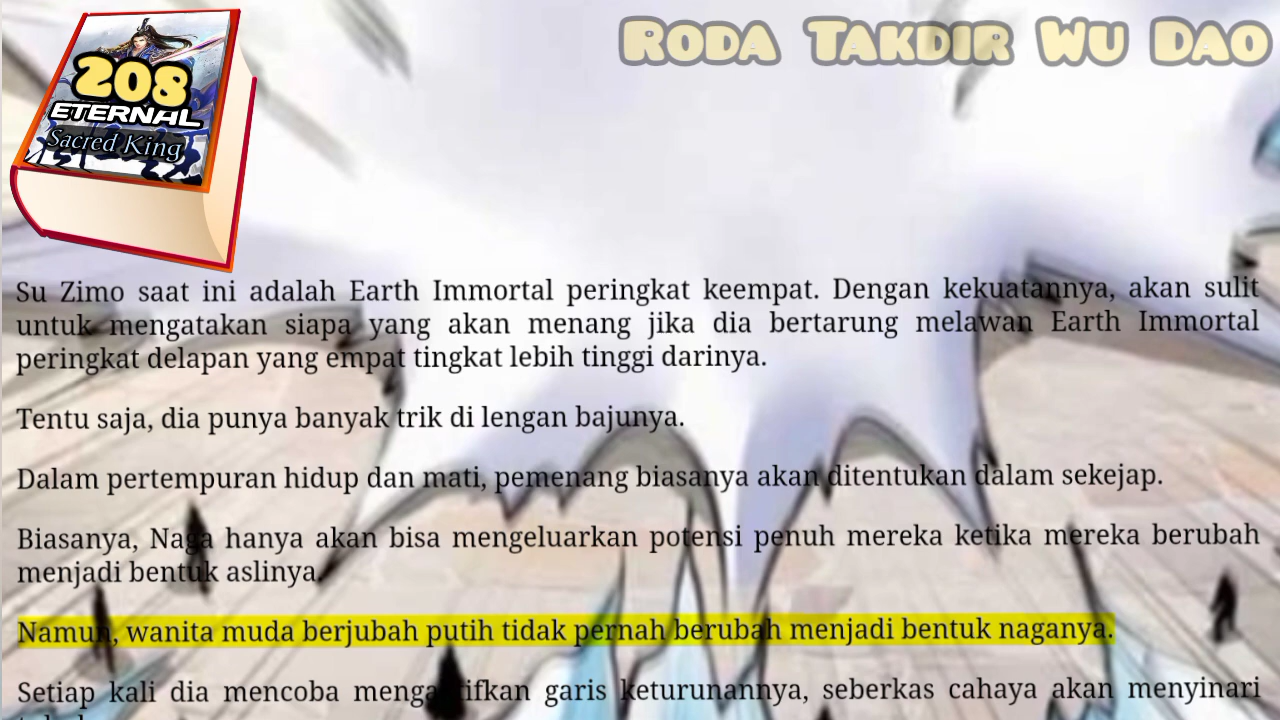 Roda Takdir Wu Dao
208
ETERNAL
Sacred King
Su Zimo saat ini adalah Earth Immortal peringkat keempat. Dengan kekuatannya, akan sulit
untuk mengatakan siapa yang akan menang jika dia bertarung melawan Earth Immortal
peringkat delapan yang empat tingkat lebih tinggi darinya.
Tentu saja, dia punya banyak trik di lengan bajunya.
Dalam pertempuran hidup dan mati, pemenang biasanya akan ditentukan dalam sekejap.
Biasanya, Naga hanya akan bisa mengeluarkan potensi penuh mereka ketika mereka berubah
menjadi bentuk aslinya.
Namun, wanita muda berjubah putih tidak pernah berubah menjadi bentuk naganya.
Setiap kali dia mencoba mengaktifkan garis keturunannya, seberkas cahaya akan menyinari